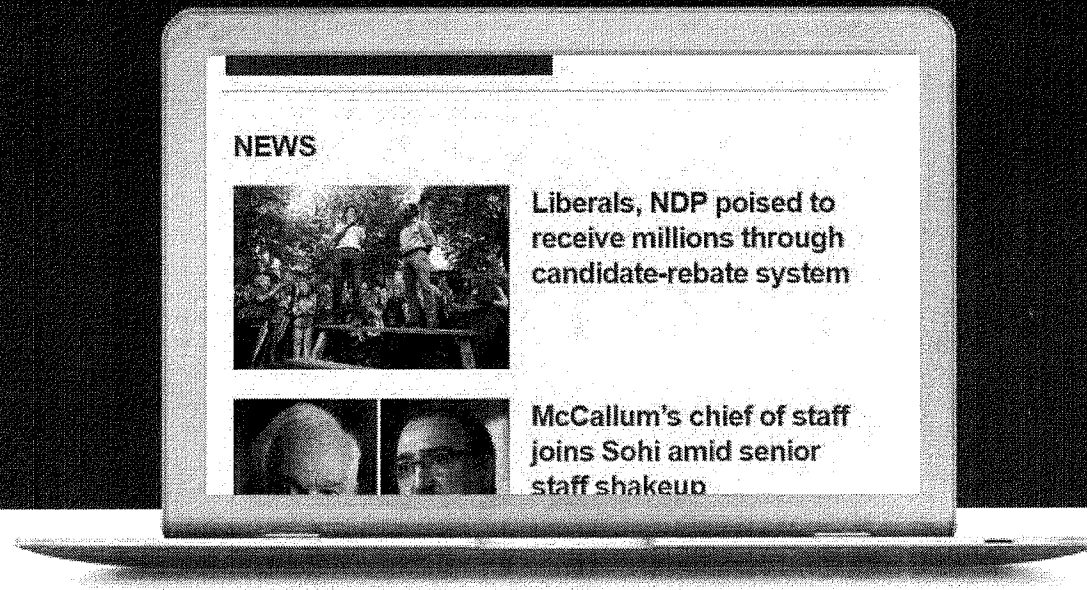 NEWS
Liberals, NDP poised to
receive millions through
candidate-rebate system
McCallum's chief of staff
joins Sohi amid senior
staff shakeup